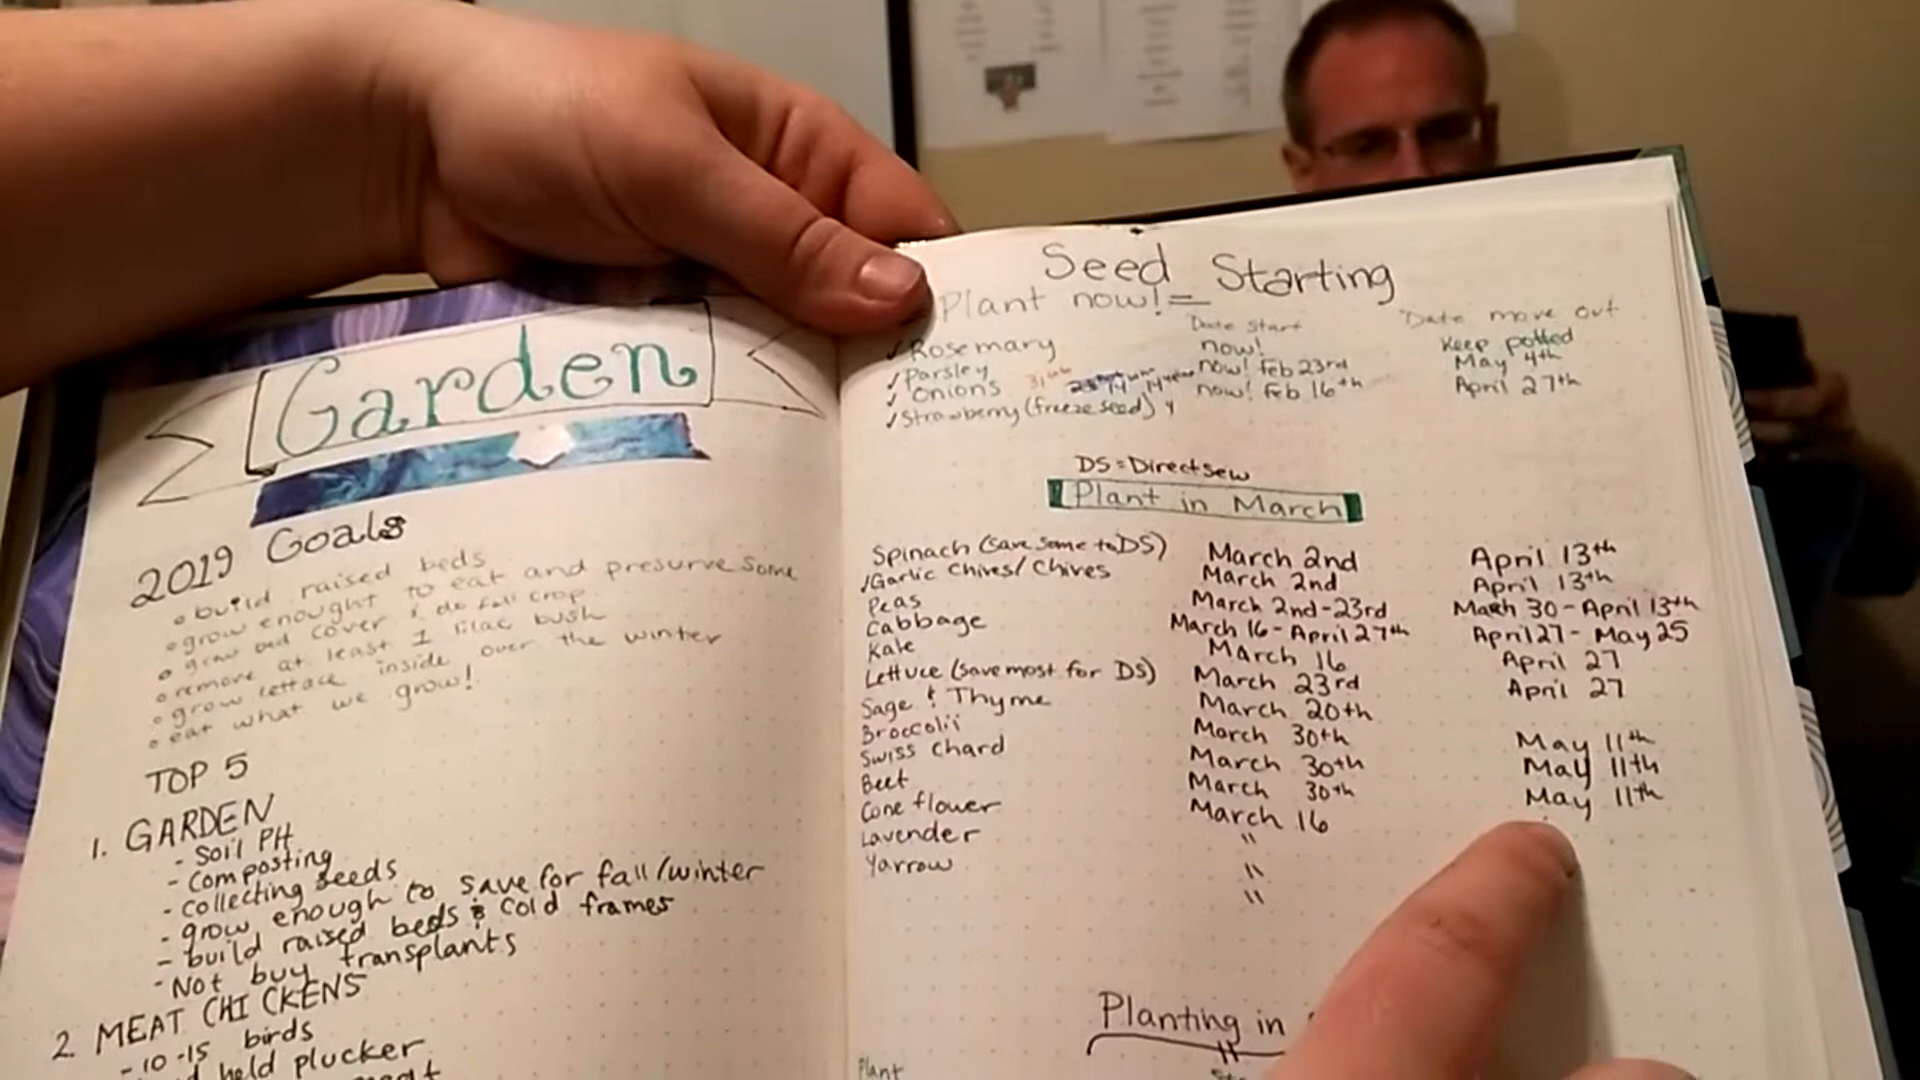 Garden
2019 Goals
• build raised beds
• grow enought to eat and presurve some
• grow bed cover & do fall crop
• remove at least 1 lilac bush
• grow lettace inside over the winter
• eat what we grow!
TOP 5
1. GARDEN
- Soil PH
- Composting
- collecting seeds
- grow enough to save for fall/winter
- build raised beds & cold frames
- Not buy transplants
2. MEAT CHICKENS
- 10-15 birds
held plucker
Seed Starting
Plant now!
Date start Date move out
✓ Rosemary now! Keep potted
✓ Parsley now! Feb 23rd May 4th
✓ Onions now! Feb 16th April 27th
✓ Strawberry (freeze seed)
DS = Direct sew
Plant in March
Spinach (save some to DS) March 2nd April 13th
✓ Garlic Chives/ Chives March 2nd April 13th
Peas March 2nd-23rd March 30 - April 13th
Cabbage March 16 - April 27th April 27 - May 25
Kale March 16 April 27
Lettuce (save most for DS) March 23rd April 27
Sage & Thyme March 20th
Broccolii March 30th May 11th
Swiss Chard March 30th May 11th
Beet March 30th May 11th
Cone flower March 16
Lavender "
Yarrow "
"
Planting in
Plant